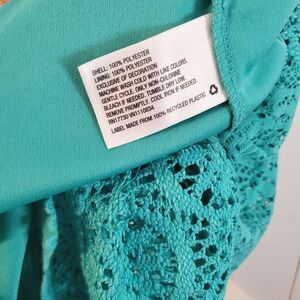 SHELL: 100% POLYESTER
LINING: 100% POLYESTER
EXCLUSIVE OF DECORATION
MACHINE WASH COLD WITH LIKE COLORS.
GENTLE CYCLE. ONLY NON-CHLORINE
BLEACH IF NEEDED. TUMBLE DRY LOW.
REMOVE PROMPTLY. COOL IRON IF NEEDED.
RN17730 VN1110834
LABEL MADE FROM 100% RECYCLED PLASTIC